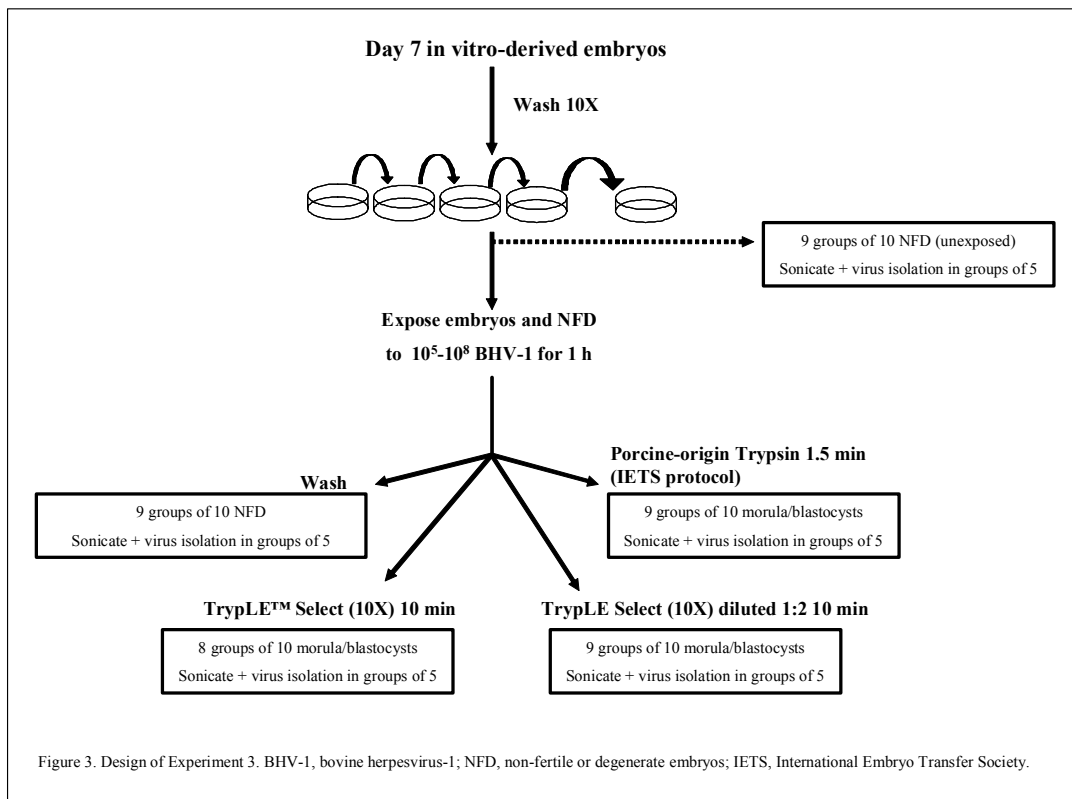 Day 7 in vitro-derived embryos
Wash 10X
9 groups of 10 NFD (unexposed)
Sonicate + virus isolation in groups of 5
Expose embryos and NFD
to 10⁵-10⁸ BHV-1 for 1 h
Wash
9 groups of 10 NFD
Sonicate + virus isolation in groups of 5
Porcine-origin Trypsin 1.5 min
(IETS protocol)
9 groups of 10 morula/blastocysts
Sonicate + virus isolation in groups of 5
TrypLE™ Select (10X) 10 min
8 groups of 10 morula/blastocysts
Sonicate + virus isolation in groups of 5
TrypLE Select (10X) diluted 1:2 10 min
9 groups of 10 morula/blastocysts
Sonicate + virus isolation in groups of 5
Figure 3. Design of Experiment 3. BHV-1, bovine herpesvirus-1; NFD, non-fertile or degenerate embryos; IETS, International Embryo Transfer Society.